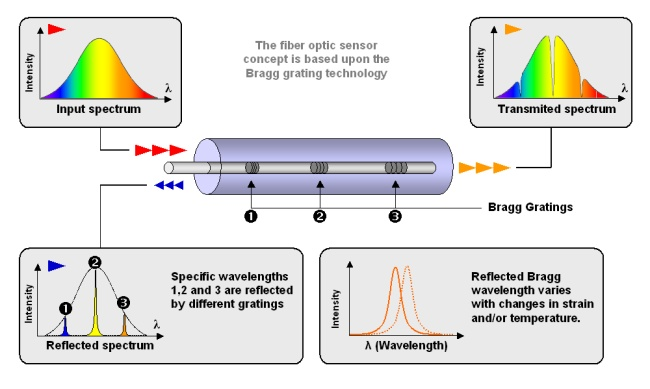 Intensity
λ
Input spectrum
The fiber optic sensor
concept is based upon the
Bragg grating technology
Intensity
λ
Transmited spectrum
1
2
3
Bragg Gratings
Intensity
1
2
3
λ
Reflected spectrum
Specific wavelengths
1,2 and 3 are reflected
by different gratings
Intensity
λ (Wavelength)
Reflected Bragg
wavelength varies
with changes in strain
and/or temperature.